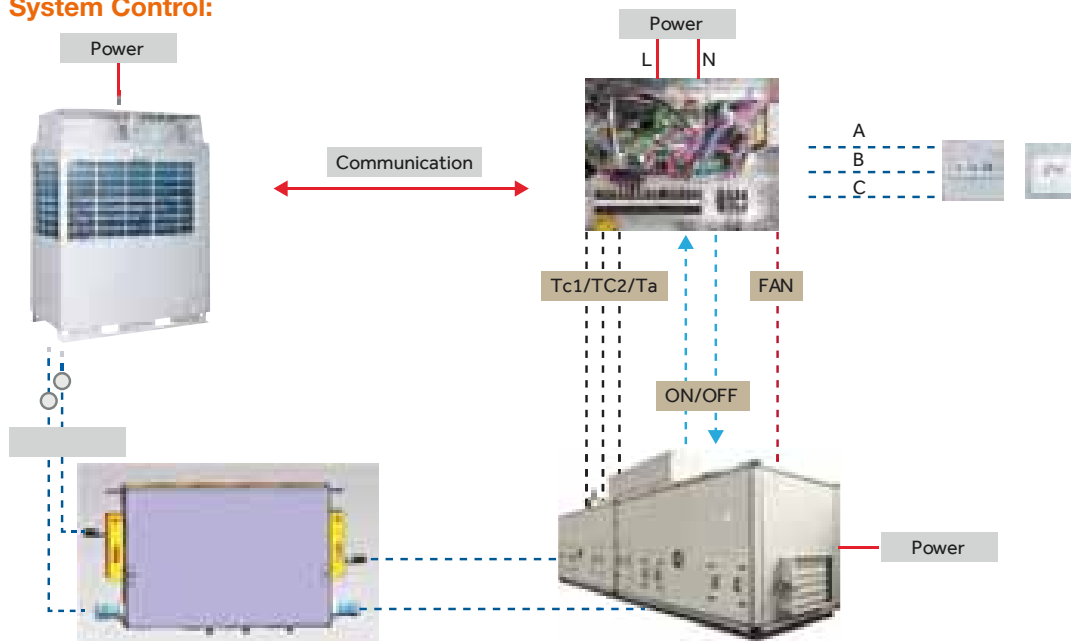 System Control:
Power
Power
L
N
A
B
C
Communication
Tc1/TC2/Ta
FAN
ON/OFF
Power